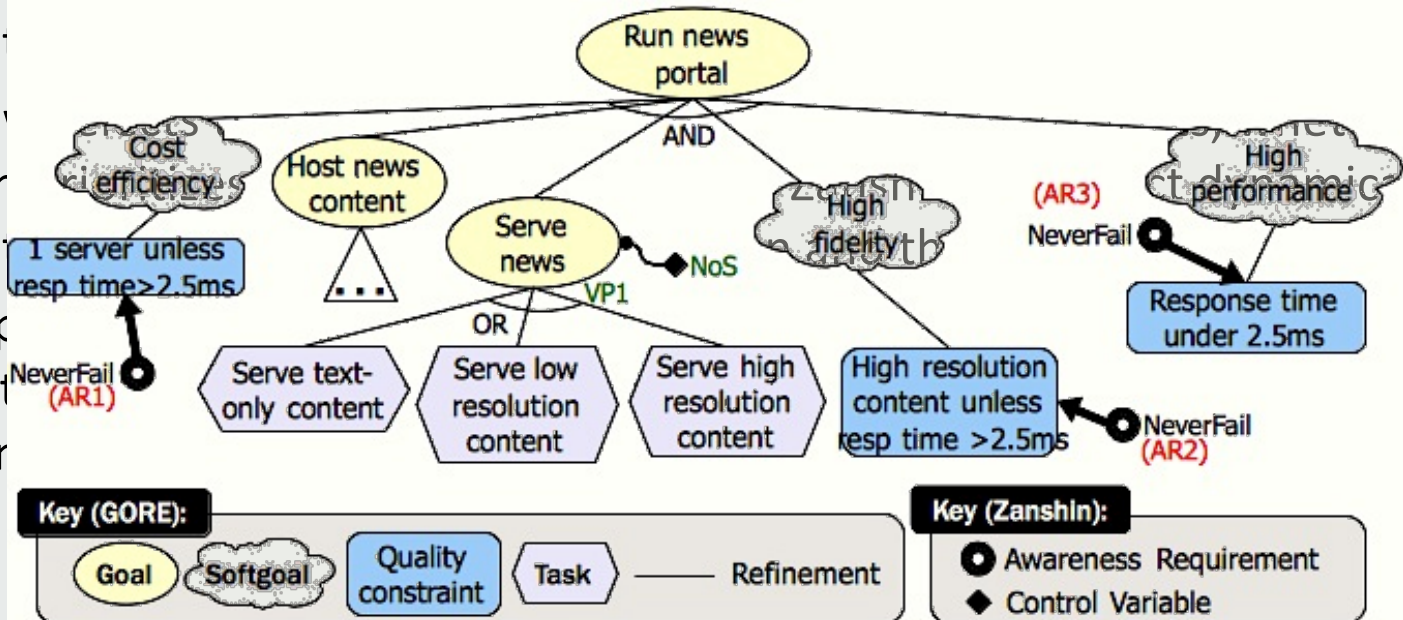 Run news
portal
AND
Cost
efficiency
Host news
content
...
Serve
news
NoS
VP1
OR
High
fidelity
High
performance
(AR3)
NeverFail
1 server unless
resp time>2.5ms
NeverFail
(AR1)
Serve text-
only content
Serve low
resolution
content
Serve high
resolution
content
High resolution
content unless
resp time >2.5ms
NeverFail
(AR2)
Response time
under 2.5ms
Key (GORE):
Goal
Softgoal
Quality
constraint
Task
Refinement
Key (Zanshin):
Awareness Requirement
Control Variable